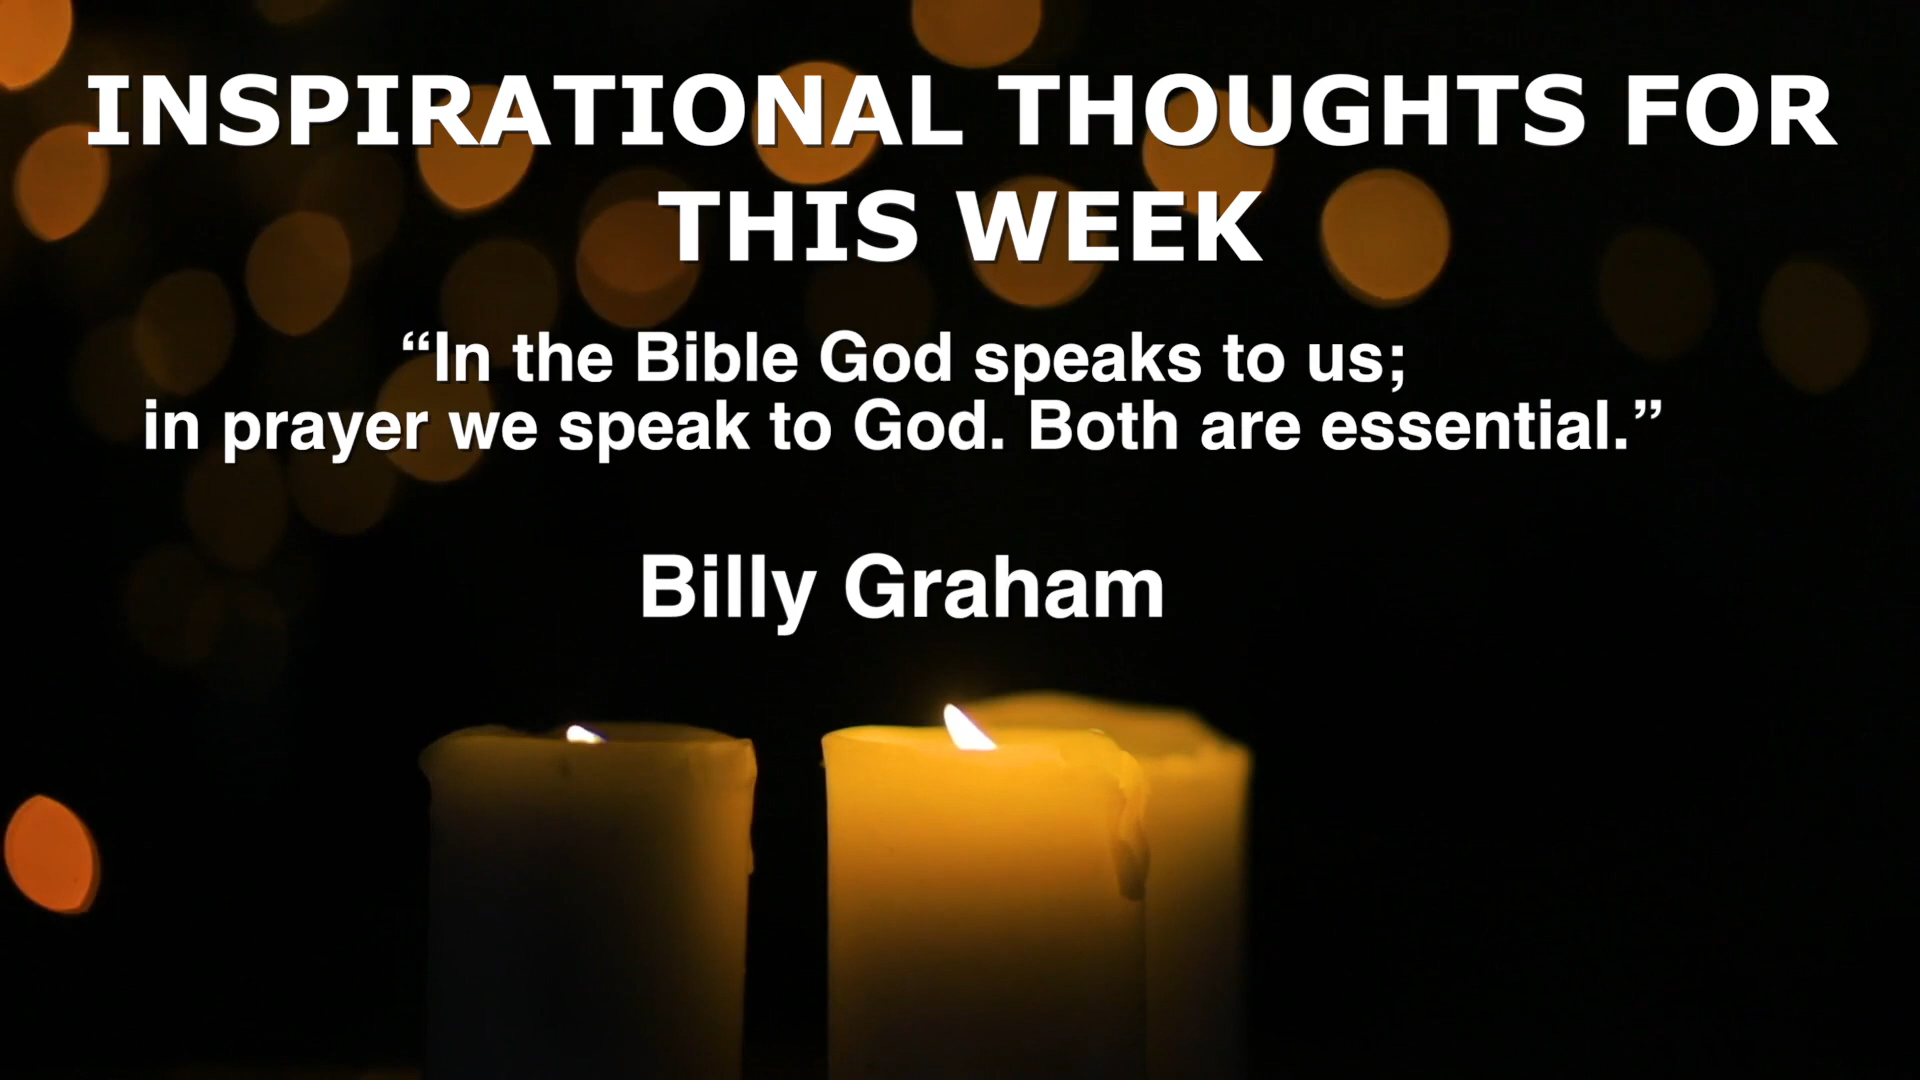 INSPIRATIONAL THOUGHTS FOR
THIS WEEK
“In the Bible God speaks to us;
in prayer we speak to God. Both are essential.”
Billy Graham